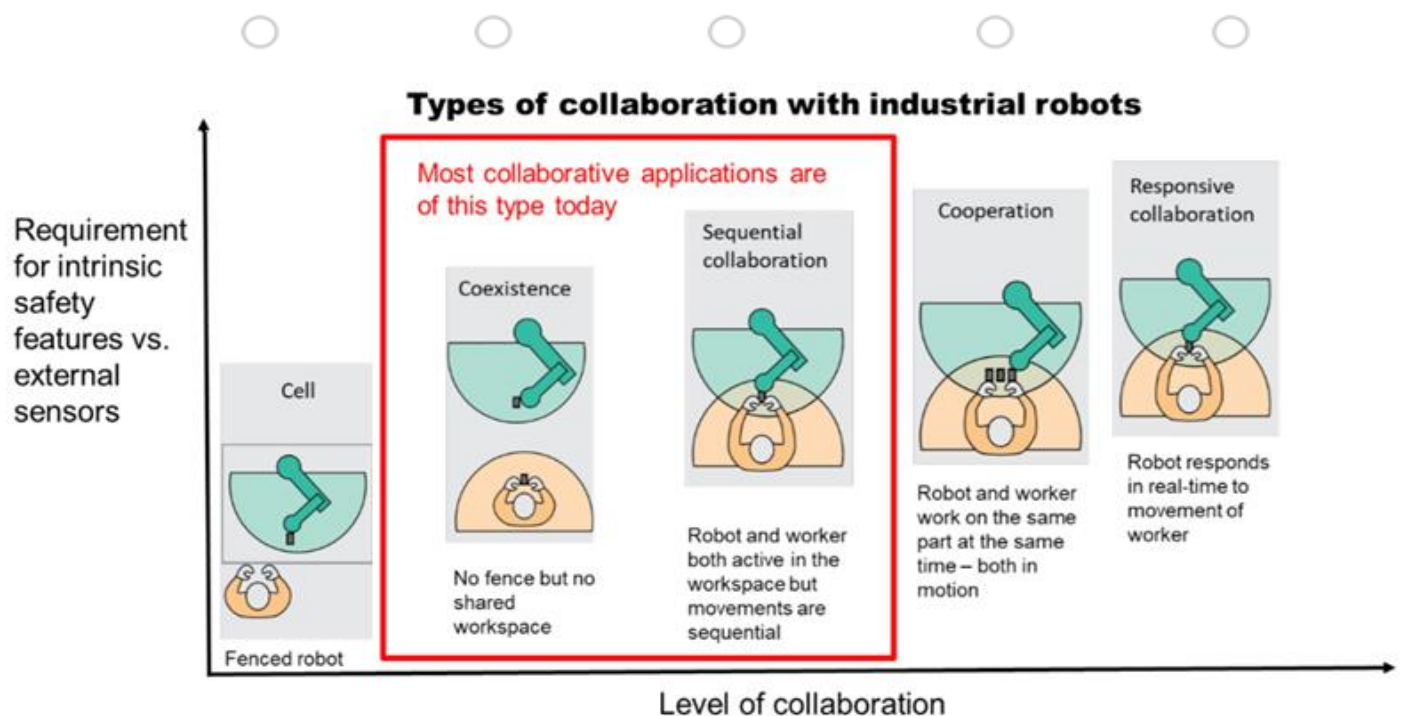 Types of collaboration with industrial robots
Requirement
for intrinsic
safety
features vs.
external
sensors
Most collaborative applications are
of this type today
Cell
Fenced robot
Coexistence
No fence but no
shared
workspace
Sequential
collaboration
Robot and worker
both active in the
workspace but
movements are
sequential
Cooperation
Robot and worker
work on the same
part at the same
time – both in
motion
Responsive
collaboration
Robot responds
in real-time to
movement of
worker
Level of collaboration